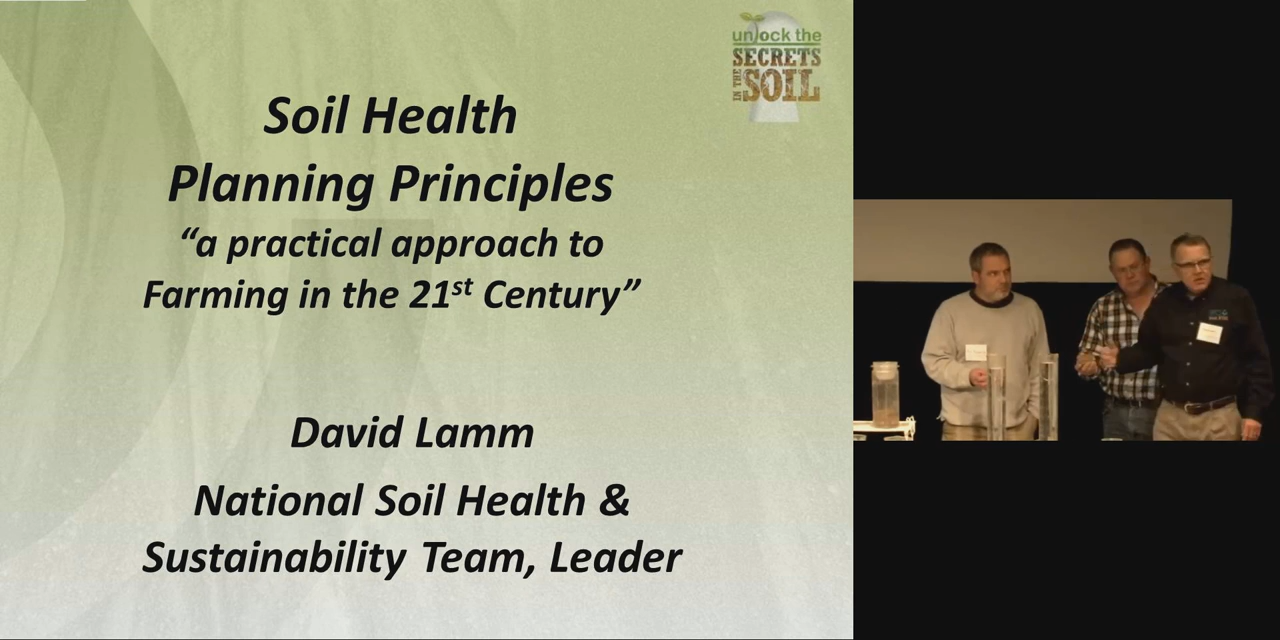 unlock the
SECRETS
IN THE
SOIL
Soil Health
Planning Principles
“a practical approach to
Farming in the 21st Century”
David Lamm
National Soil Health &
Sustainability Team, Leader